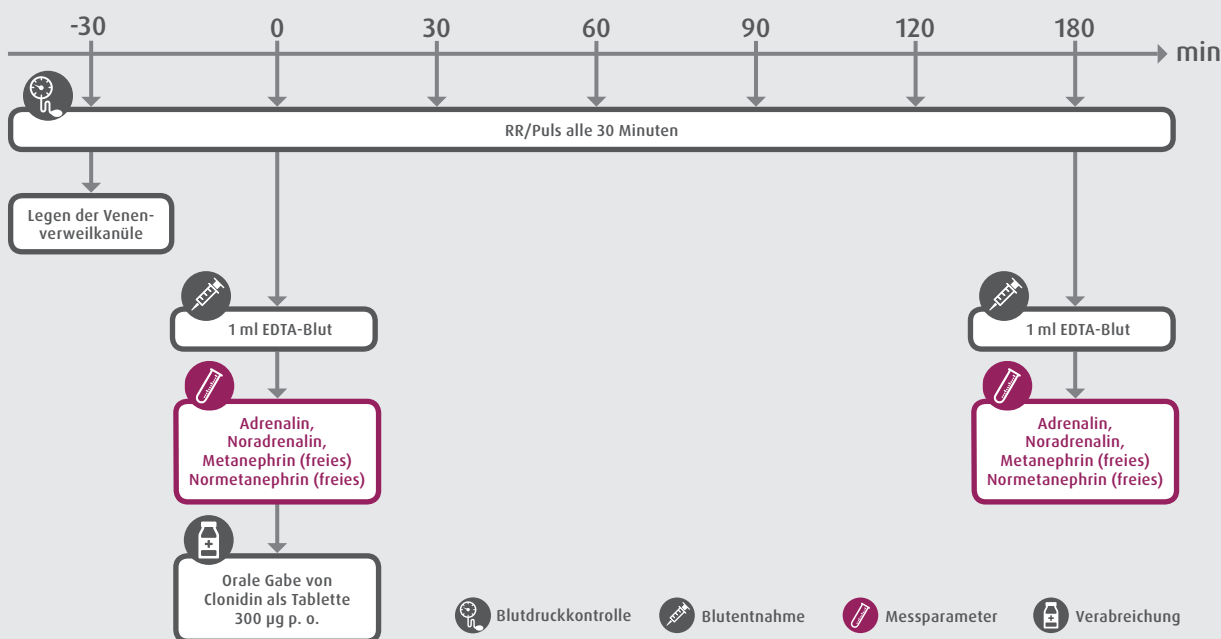 -30 0 30 60 90 120 180
min
RR/Puls alle 30 Minuten
Legen der Venen-
verweilkanüle
1 ml EDTA-Blut
Adrenalin,
Noradrenalin,
Metanephrin (freies)
Normetanephrin (freies)
Orale Gabe von
Clonidin als Tablette
300 µg p. o.
1 ml EDTA-Blut
Adrenalin,
Noradrenalin,
Metanephrin (freies)
Normetanephrin (freies)
Blutdruckkontrolle Blutentnahme Messparameter Verabreichung